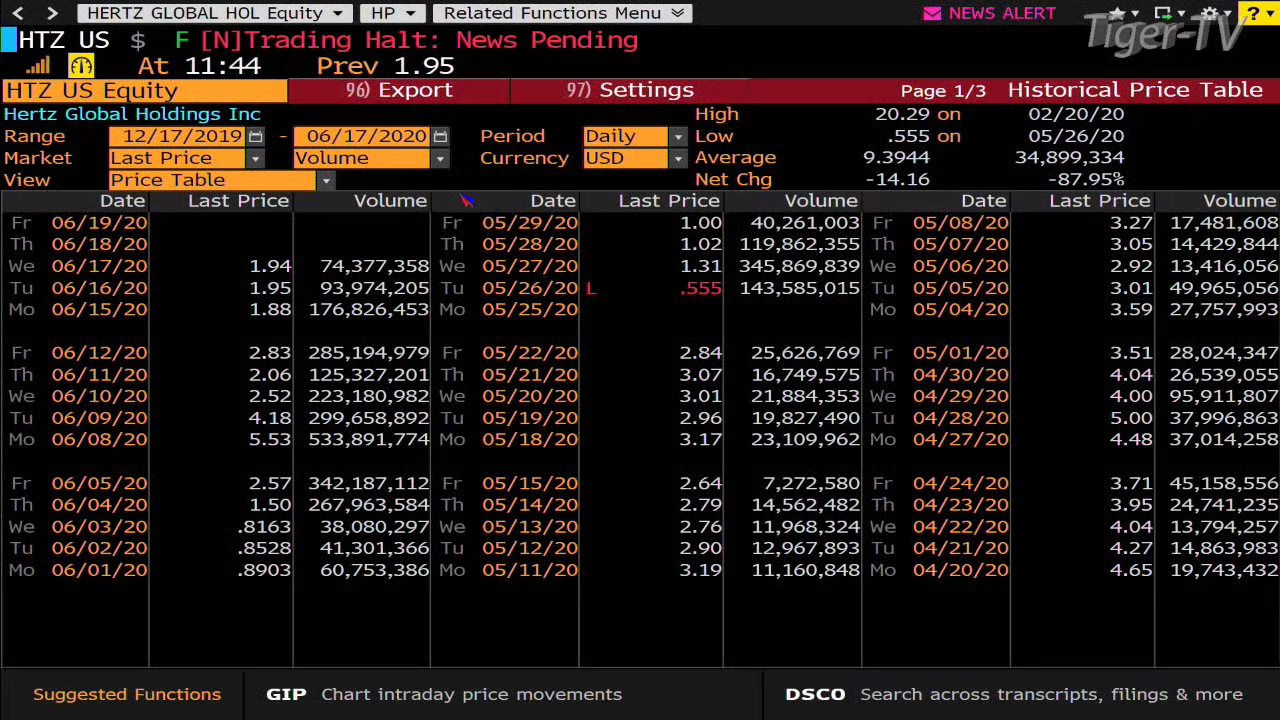 HERTZ GLOBAL HOL Equity HP Related Functions Menu NEWS ALERT ?
HTZ US $ F [N]Trading Halt: News Pending Tiger-TV
At 11:44 Prev 1.95
HTZ US Equity 96) Export 97) Settings Page 1/3 Historical Price Table
Hertz Global Holdings Inc High 20.29 on 02/20/20
Range 12/17/2019 - 06/17/2020 Period Daily Low .555 on 05/26/20
Market Last Price Volume Currency USD Average 9.3944 34,899,334
View Price Table Net Chg -14.16 -87.95%
Date Last Price Volume Date Last Price Volume Date Last Price Volume
Fr 06/19/20 Fr 05/29/20 1.00 40,261,003 Fr 05/08/20 3.27 17,481,608
Th 06/18/20 Th 05/28/20 1.02 119,862,355 Th 05/07/20 3.05 14,429,844
We 06/17/20 1.94 74,377,358 We 05/27/20 1.31 345,869,839 We 05/06/20 2.92 13,416,056
Tu 06/16/20 1.95 93,974,205 Tu 05/26/20 L .555 143,585,015 Tu 05/05/20 3.01 49,965,056
Mo 06/15/20 1.88 176,826,453 Mo 05/25/20 Mo 05/04/20 3.59 27,757,993
Fr 06/12/20 2.83 285,194,979 Fr 05/22/20 2.84 25,626,769 Fr 05/01/20 3.51 28,024,347
Th 06/11/20 2.06 125,327,201 Th 05/21/20 3.07 16,749,575 Th 04/30/20 4.04 26,539,055
We 06/10/20 2.52 223,180,982 We 05/20/20 3.01 21,884,353 We 04/29/20 4.00 95,911,807
Tu 06/09/20 4.18 299,658,892 Tu 05/19/20 2.96 19,827,490 Tu 04/28/20 5.00 37,996,863
Mo 06/08/20 5.53 533,891,774 Mo 05/18/20 3.17 23,109,962 Mo 04/27/20 4.48 37,014,258
Fr 06/05/20 2.57 342,187,112 Fr 05/15/20 2.64 7,272,580 Fr 04/24/20 3.71 45,158,556
Th 06/04/20 1.50 267,963,584 Th 05/14/20 2.79 14,562,482 Th 04/23/20 3.95 24,741,235
We 06/03/20 .8163 38,080,297 We 05/13/20 2.76 11,968,324 We 04/22/20 4.04 13,794,257
Tu 06/02/20 .8528 41,301,366 Tu 05/12/20 2.90 12,967,893 Tu 04/21/20 4.27 14,863,983
Mo 06/01/20 .8903 60,753,386 Mo 05/11/20 3.19 11,160,848 Mo 04/20/20 4.65 19,743,432
Suggested Functions GIP Chart intraday price movements DSCO Search across transcripts, filings & more